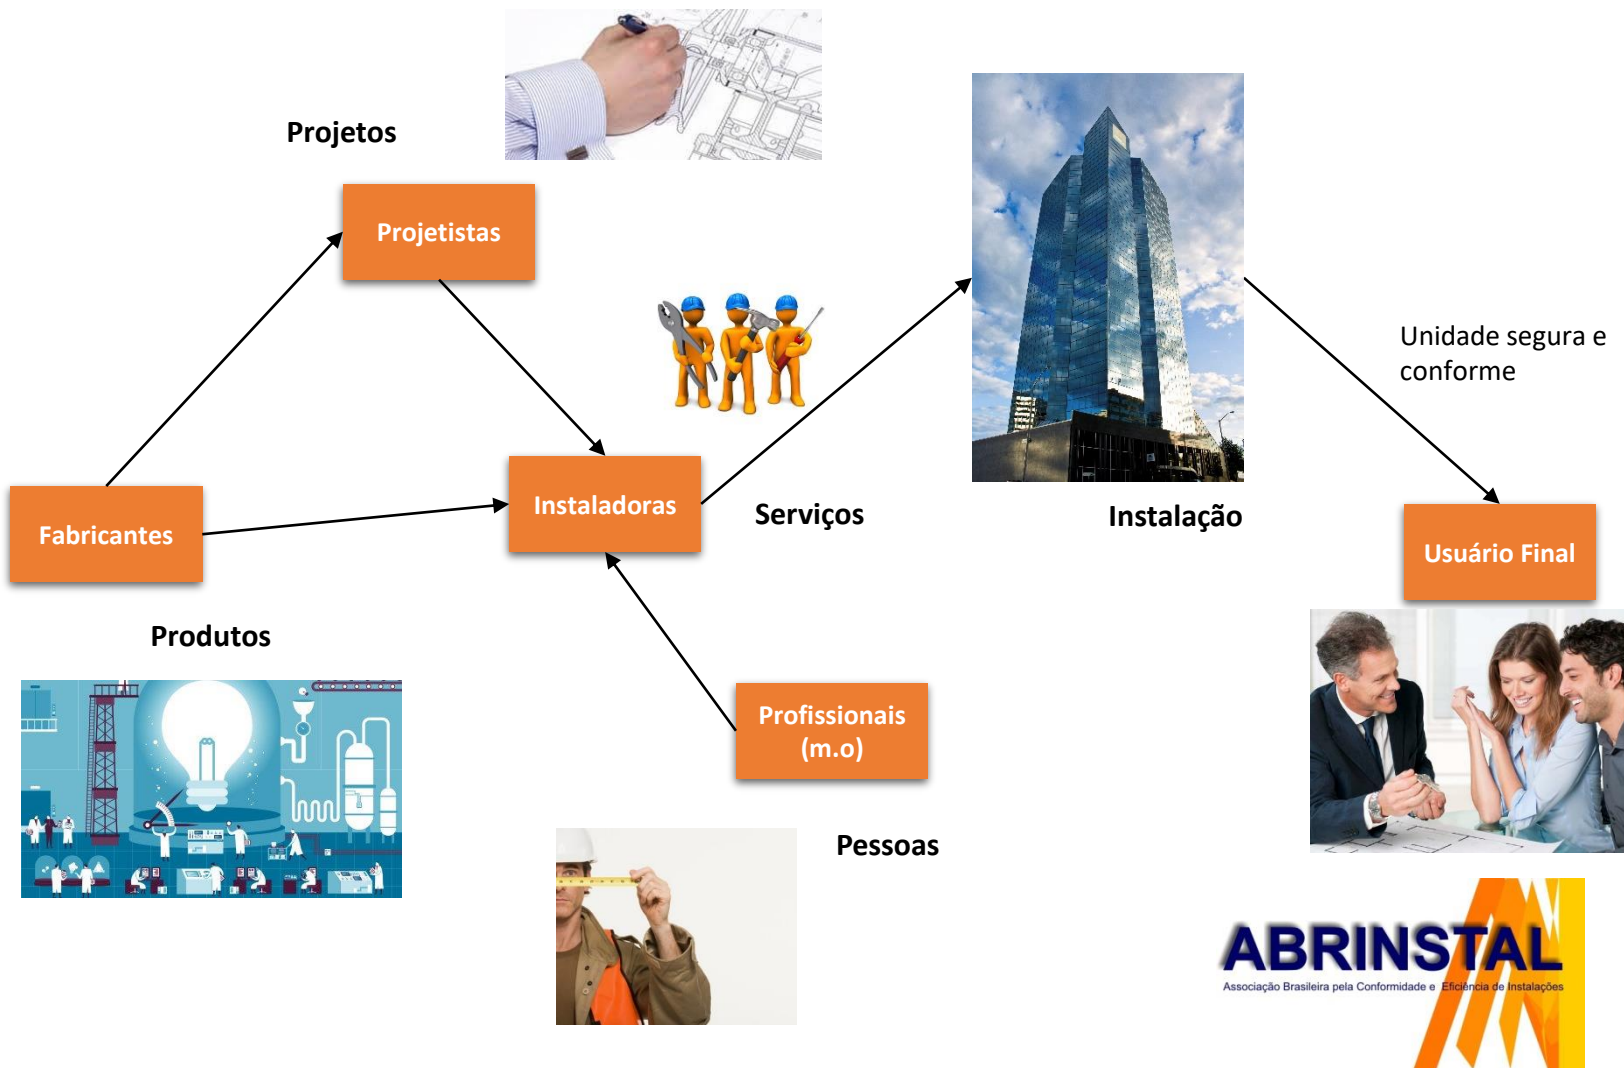 Projetos
Projetistas
Unidade segura e
conforme
Instaladoras
Serviços
Instalação
Fabricantes
Usuário Final
Produtos
Profissionais
(m.o)
Pessoas
ABRINSTAL
Associação Brasileira pela Conformidade e Eficiência de Instalações